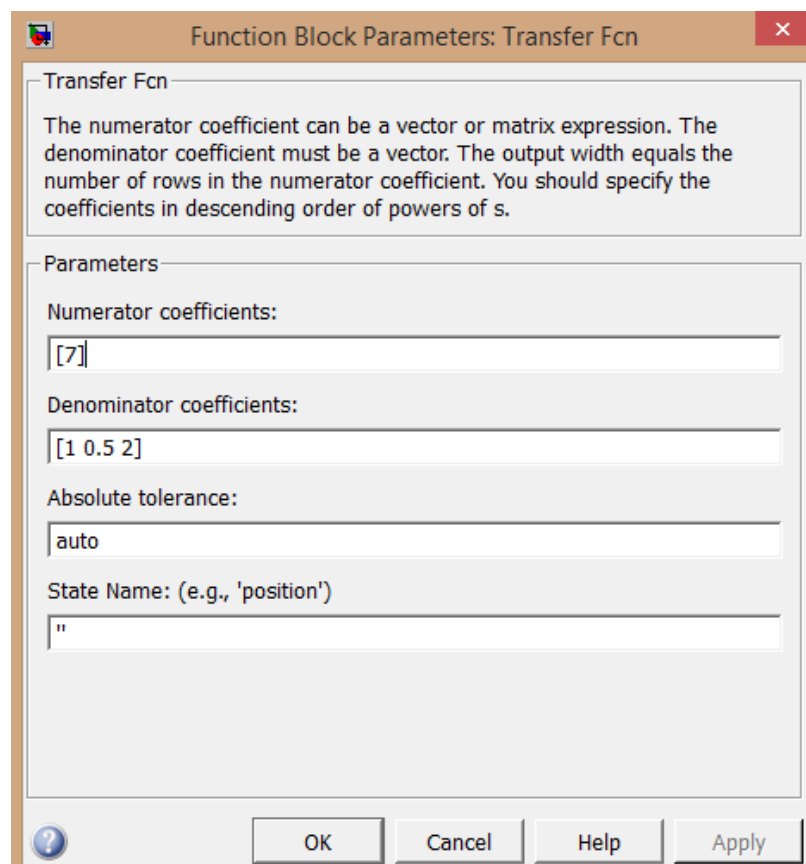 Function Block Parameters: Transfer Fcn
Transfer Fcn
The numerator coefficient can be a vector or matrix expression. The
denominator coefficient must be a vector. The output width equals the
number of rows in the numerator coefficient. You should specify the
coefficients in descending order of powers of s.
Parameters
Numerator coefficients:
[7]
Denominator coefficients:
[1 0.5 2]
Absolute tolerance:
auto
State Name: (e.g., 'position')
''
OK Cancel Help Apply